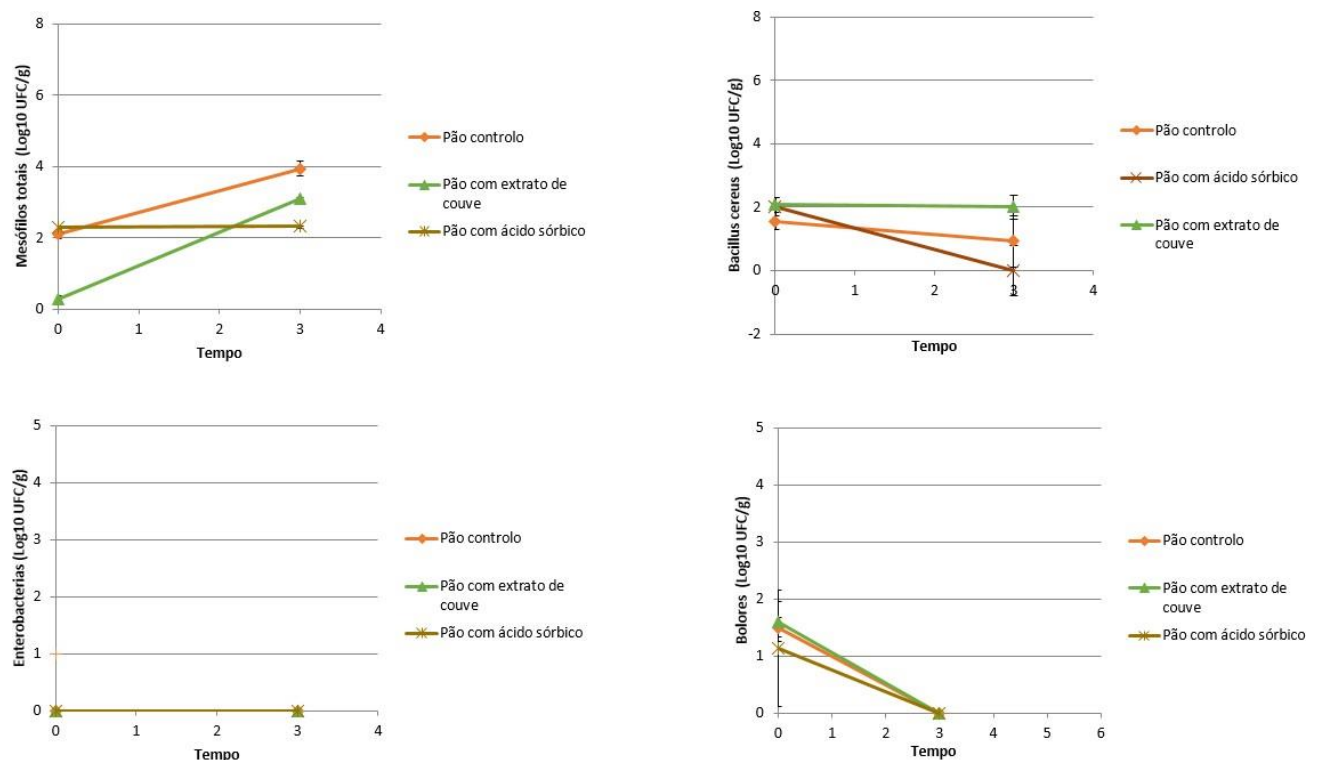 Mesófilos totais (Log10 UFC/g)
8
6
4
2
0
0 1 2 3 4
Tempo
Pão controlo
Pão com extrato de
couve
Pão com ácido sórbico
Bacillus cereus (Log10 UFC/g)
8
6
4
2
0
-2
0 1 2 3 4
Tempo
Pão controlo
Pão com ácido sórbico
Pão com extrato de
couve
Enterobacterias (Log10 UFC/g)
5
4
3
2
1
0
0 1 2 3 4
Tempo
Pão controlo
Pão com extrato de
couve
Pão com ácido sórbico
Bolores (Log10 UFC/g)
5
4
3
2
1
0
0 1 2 3 4 5 6
Tempo
Pão controlo
Pão com extrato de
couve
Pão com ácido sórbico